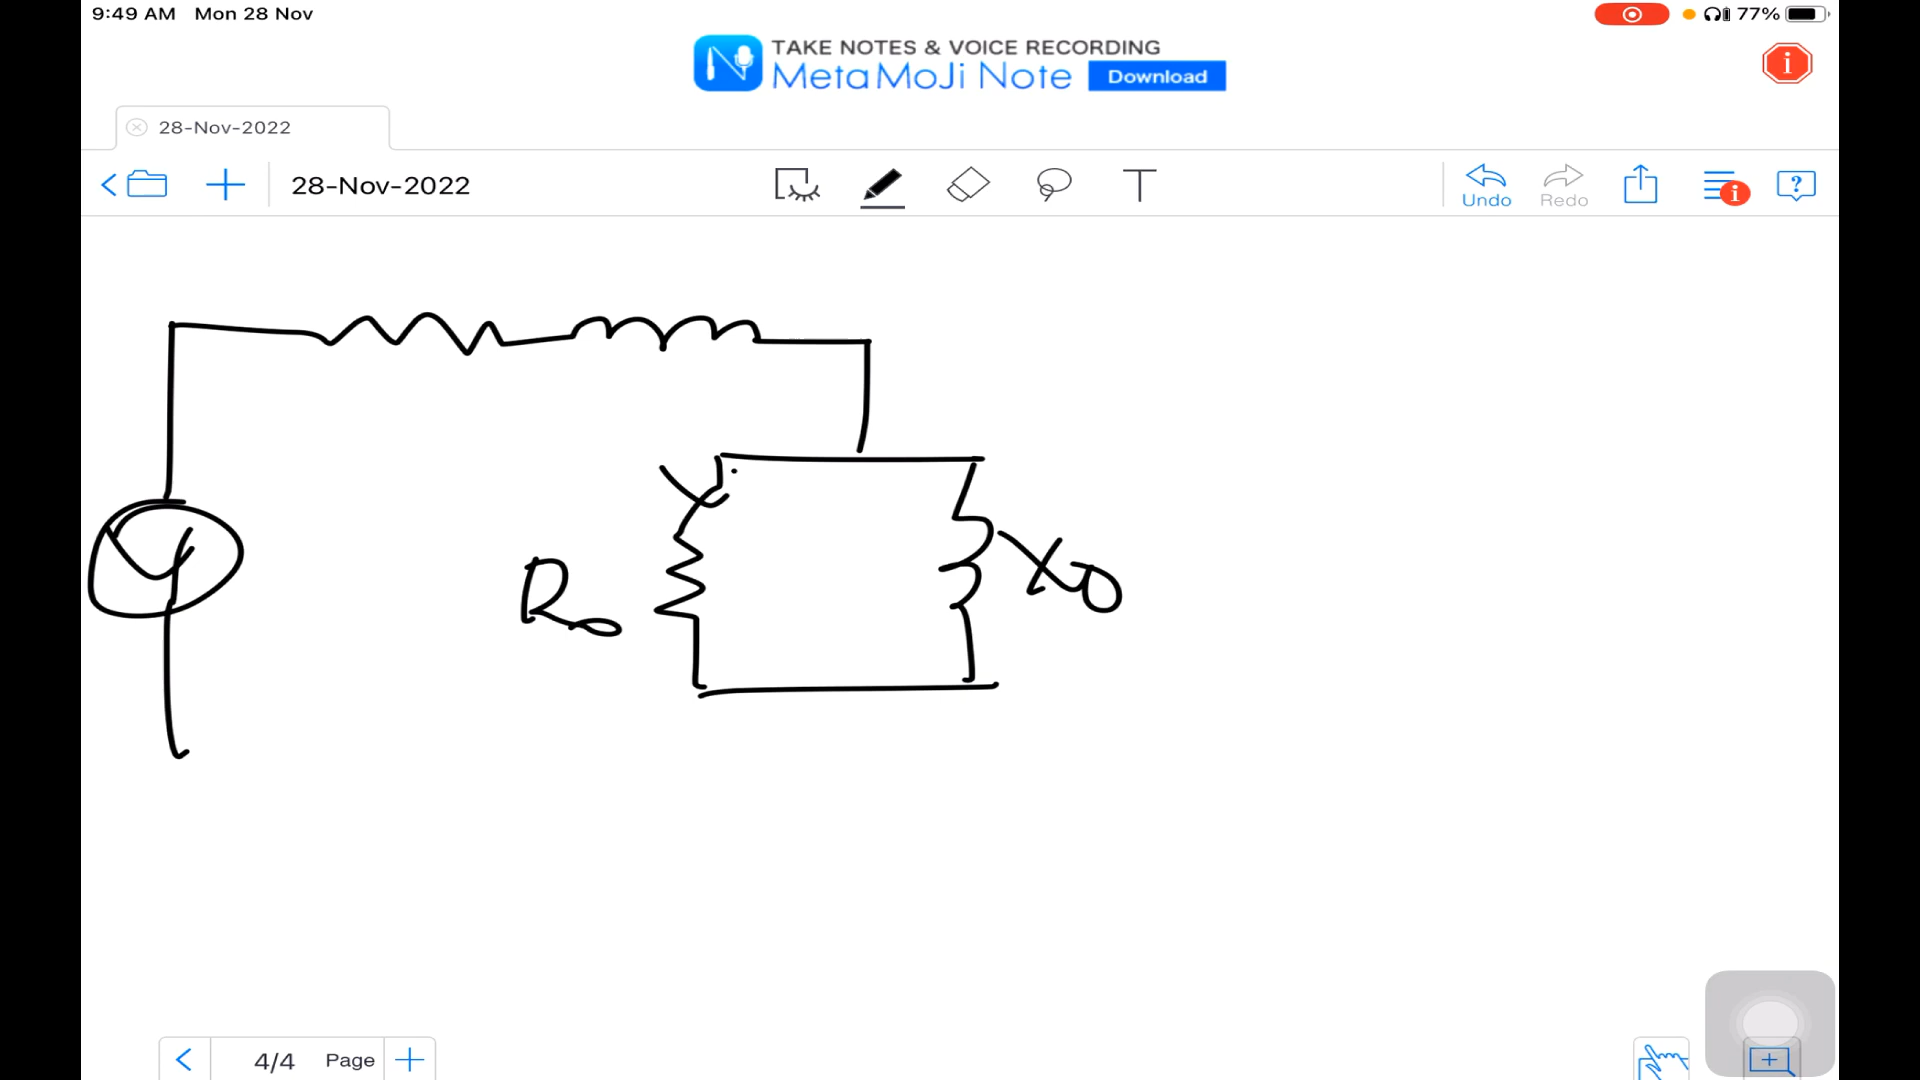 9:49 AM Mon 28 Nov
77%
TAKE NOTES & VOICE RECORDING
MetaMoJi Note Download
28-Nov-2022
28-Nov-2022
T
Undo
Redo
?
V
R0
X0
4/4 Page